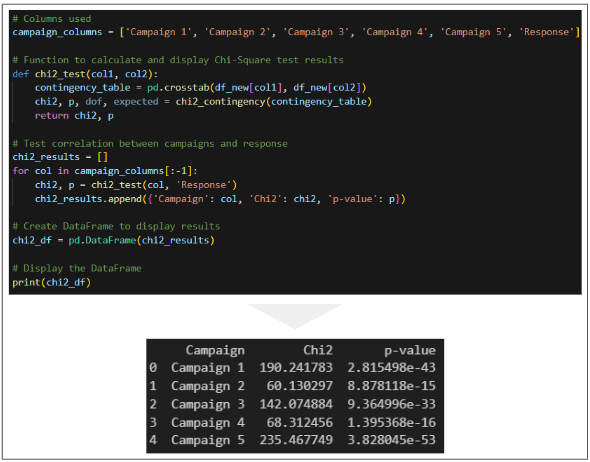 # Columns used
campaign_columns = ['Campaign 1', 'Campaign 2', 'Campaign 3', 'Campaign 4', 'Campaign 5', 'Response']
# Function to calculate and display Chi-Square test results
def chi2_test(col1, col2):
    contingency_table = pd.crosstab(df_new[col1], df_new[col2])
    chi2, p, dof, expected = chi2_contingency(contingency_table)
    return chi2, p
# Test correlation between campaigns and response
chi2_results = []
for col in campaign_columns[:-1]:
    chi2, p = chi2_test(col, 'Response')
    chi2_results.append({'Campaign': col, 'Chi2': chi2, 'p-value': p})
# Create DataFrame to display results
chi2_df = pd.DataFrame(chi2_results)
# Display the DataFrame
print(chi2_df)
Campaign Chi2 p-value
0 Campaign 1 190.241783 2.815498e-43
1 Campaign 2 60.130297 8.878118e-15
2 Campaign 3 142.074884 9.364996e-33
3 Campaign 4 68.312456 1.395368e-16
4 Campaign 5 235.467749 3.828045e-53